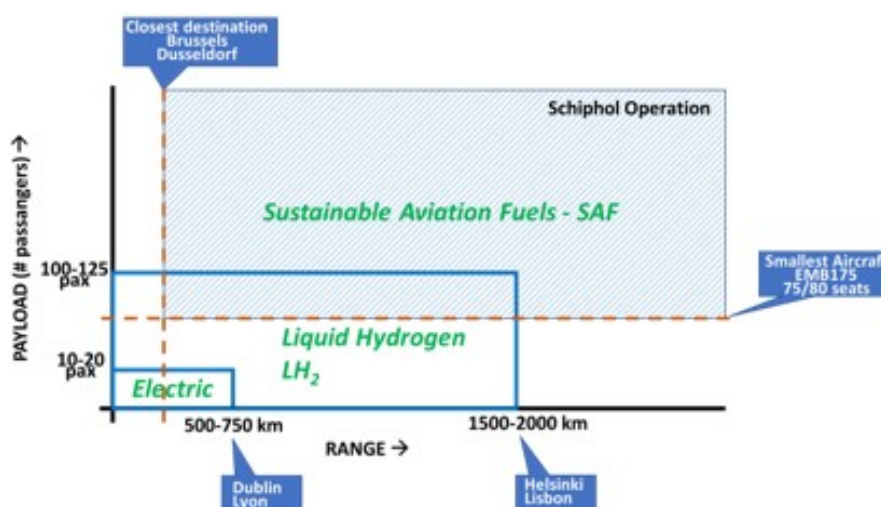 Closest destination
Brussels
Dusseldorf
Schiphol Operation
PAYLOAD (# passangers) →
Sustainable Aviation Fuels - SAF
100-125
pax
Smallest Aircraf
EMB175
75/80 seats
Liquid Hydrogen
LH₂
10-20
pax
Electric
500-750 km
1500-2000 km
RANGE →
Dublin
Lyon
Helsinki
Lisbon